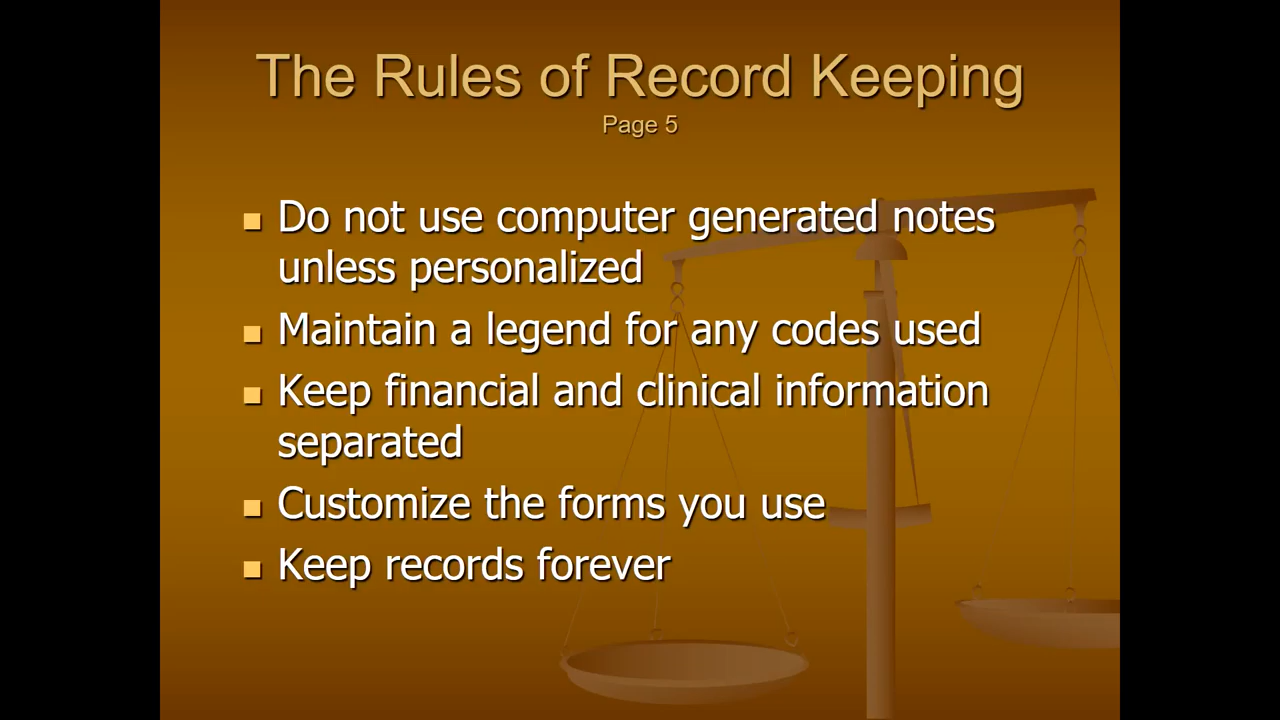 The Rules of Record Keeping
Page 5
Do not use computer generated notes
unless personalized
Maintain a legend for any codes used
Keep financial and clinical information
separated
Customize the forms you use
Keep records forever